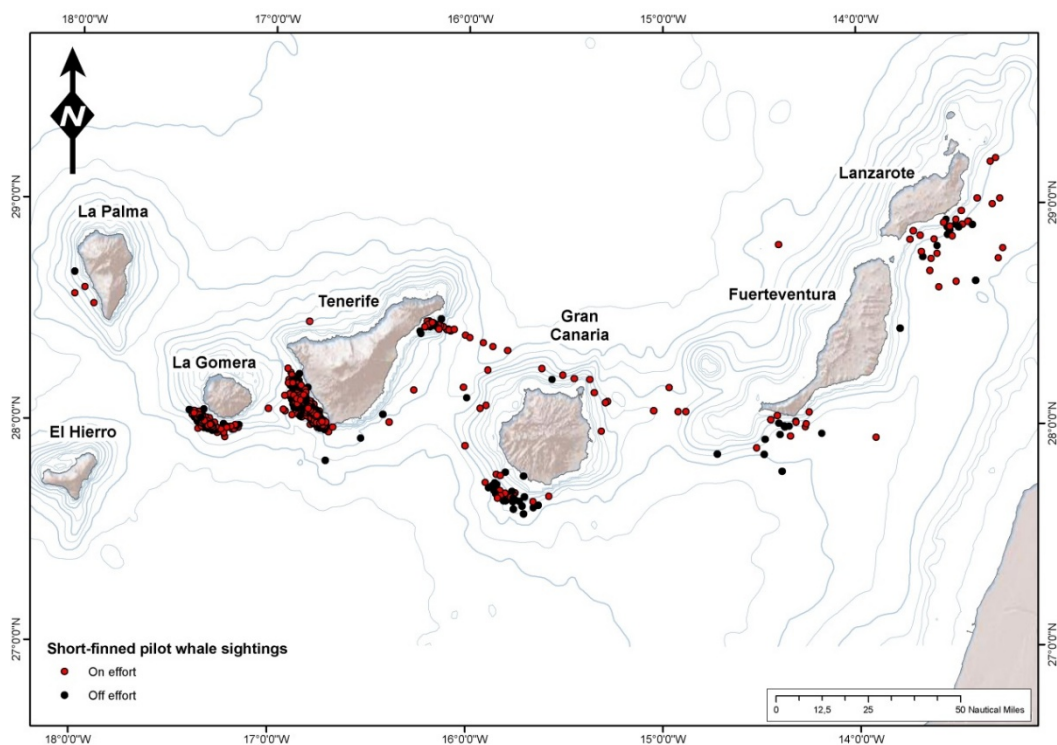 18°0'0"W 17°0'0"W 16°0'0"W 15°0'0"W 14°0'0"W
N
29°0'0"N
29°0'0"N
Lanzarote
La Palma
Fuerteventura
Tenerife
Gran
Canaria
La Gomera
28°0'0"N
28°0'0"N
El Hierro
27°0'0"N
27°0'0"N
Short-finned pilot whale sightings
On effort
Off effort
0 12,5 25 50 Nautical Miles
18°0'0"W 17°0'0"W 16°0'0"W 15°0'0"W 14°0'0"W